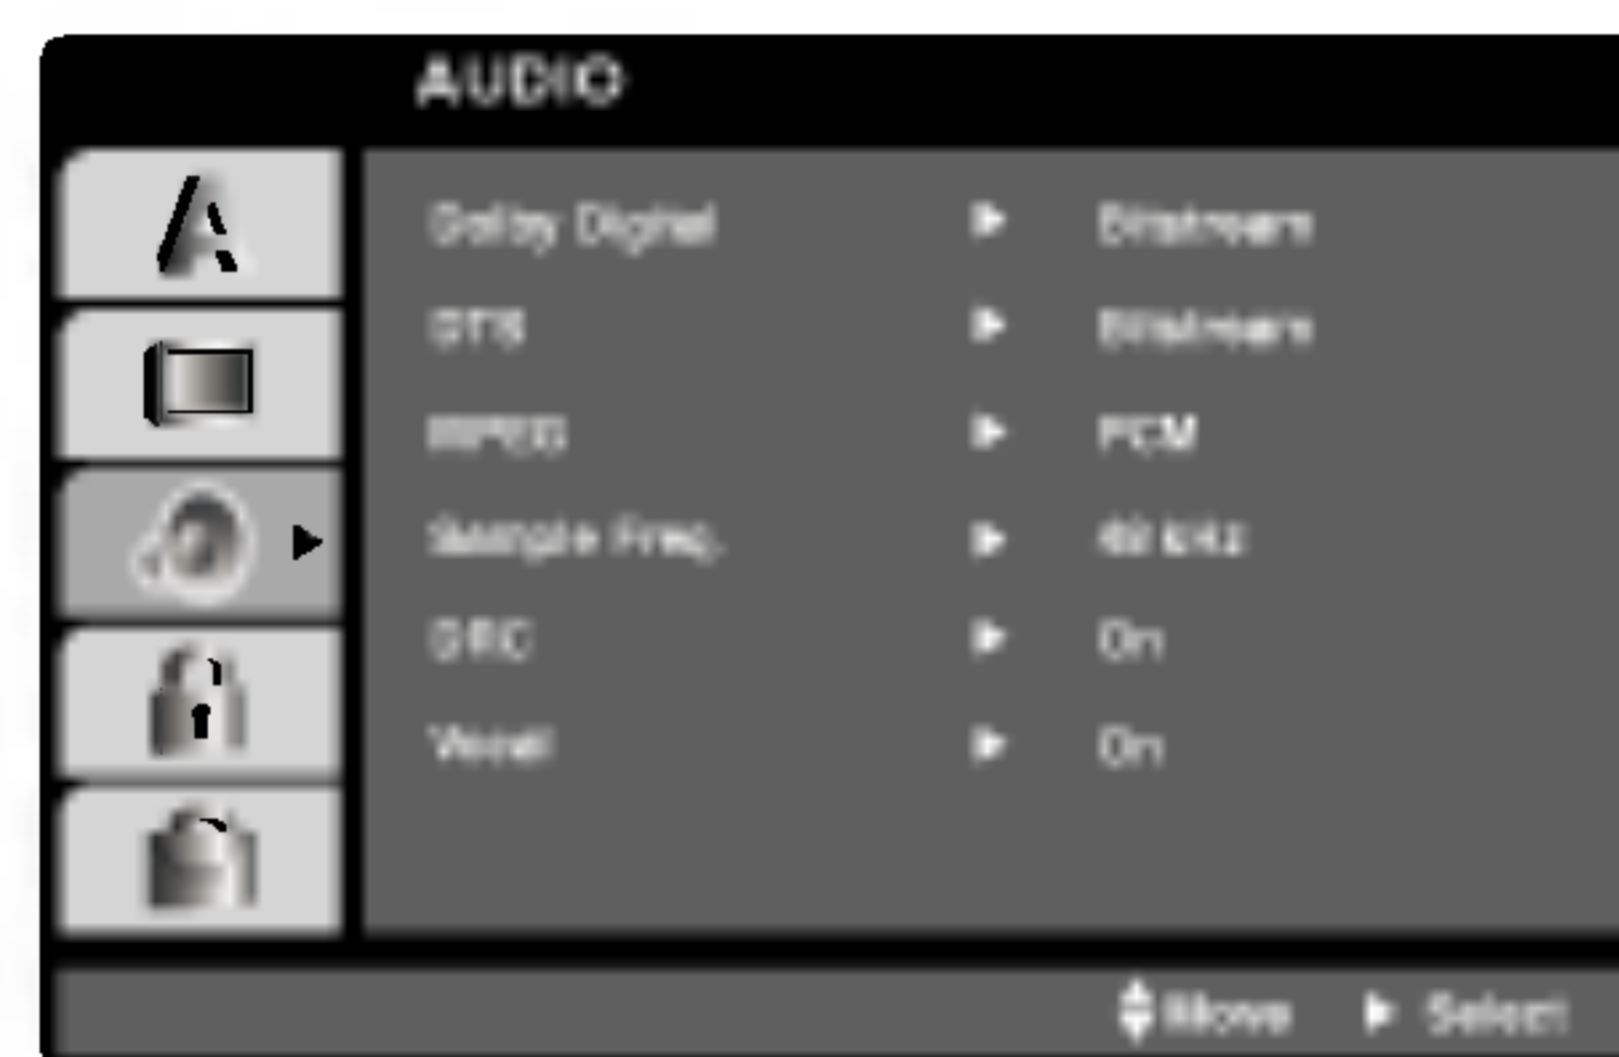 AUDIO
Dolby Digital ▶ Bitstream
DTS ▶ Bitstream
MPEG ▶ PCM
Sample Freq. ▶ 48 kHz
DRC ▶ On
Vocal ▶ On
Move ▶ Select